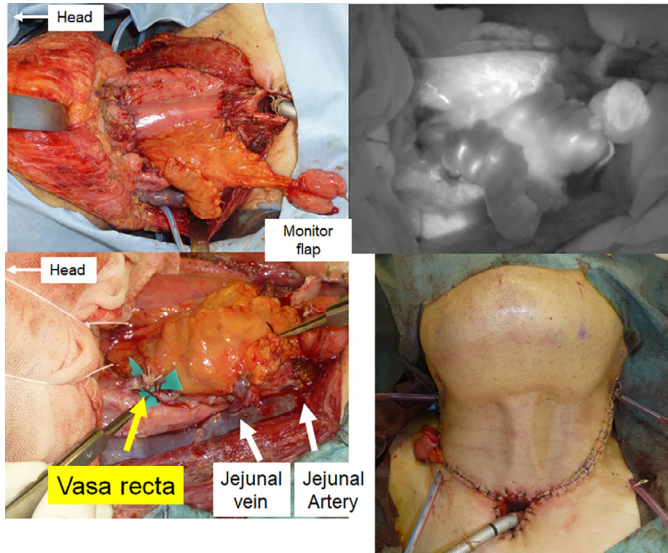 Head
Monitor
flap
Head
Vasa recta
Jejunal
vein
Jejunal
Artery